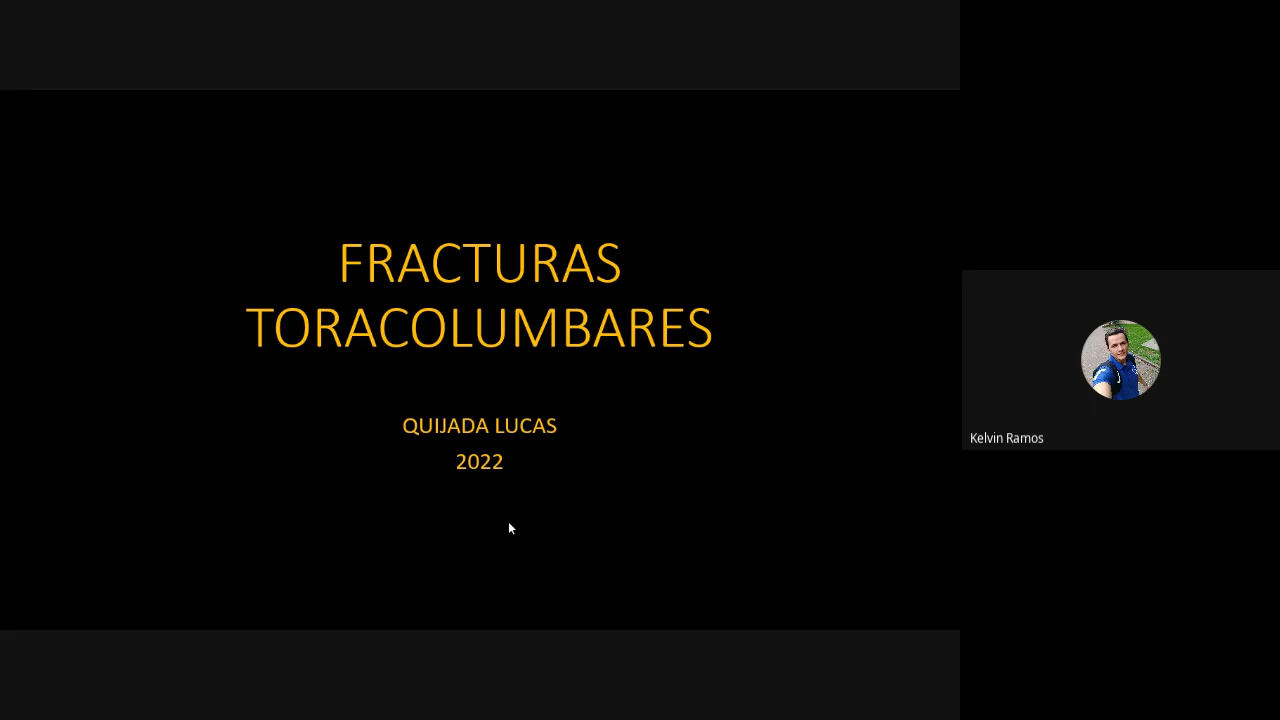 FRACTURAS
TORACOLUMBARES
QUIJADA LUCAS
2022
Kelvin Ramos